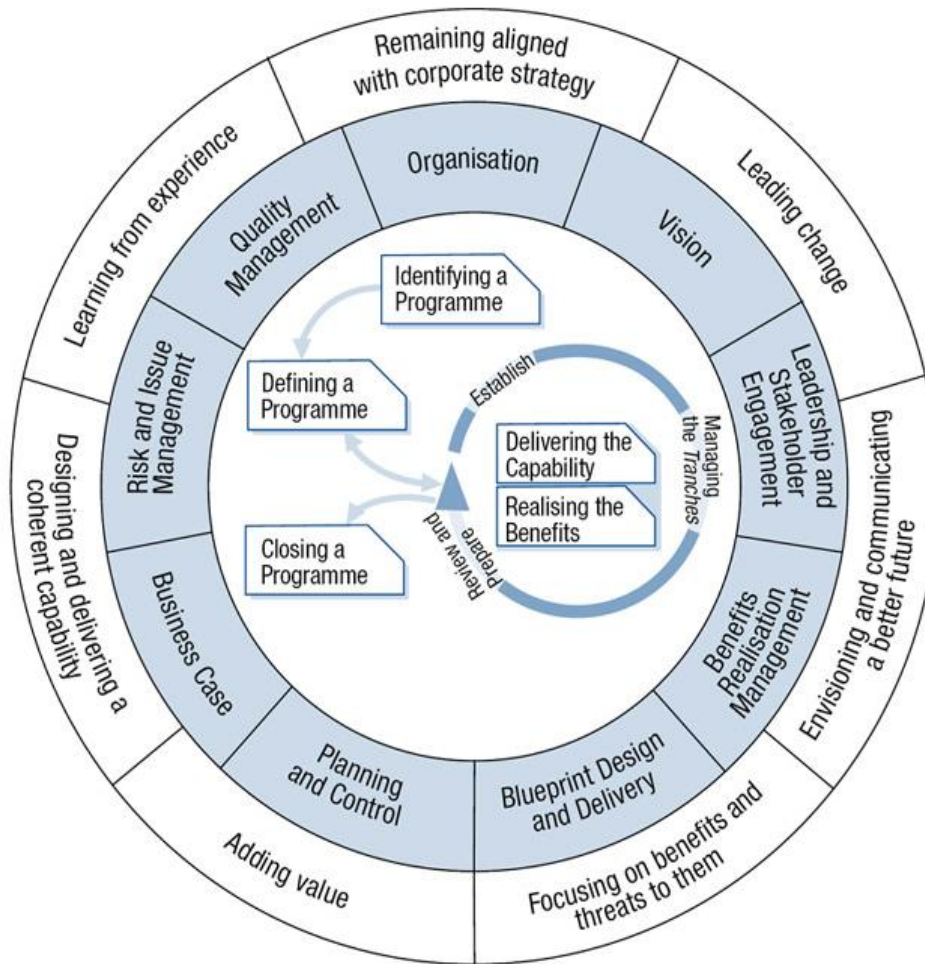 Remaining aligned
with corporate strategy
Leading change
Envisioning and communicating
a better future
Focusing on benefits and
threats to them
Adding value
Designing and delivering a
coherent capability
Learning from experience
Organisation
Vision
Leadership and
Stakeholder
Engagement
Benefits
Realisation
Management
Blueprint Design
and Delivery
Planning
and Control
Business Case
Risk and Issue
Management
Quality
Management
Identifying a
Programme
Defining a
Programme
Closing a
Programme
Establish
Managing
the Tranches
Review and
Prepare
Delivering the
Capability
Realising the
Benefits